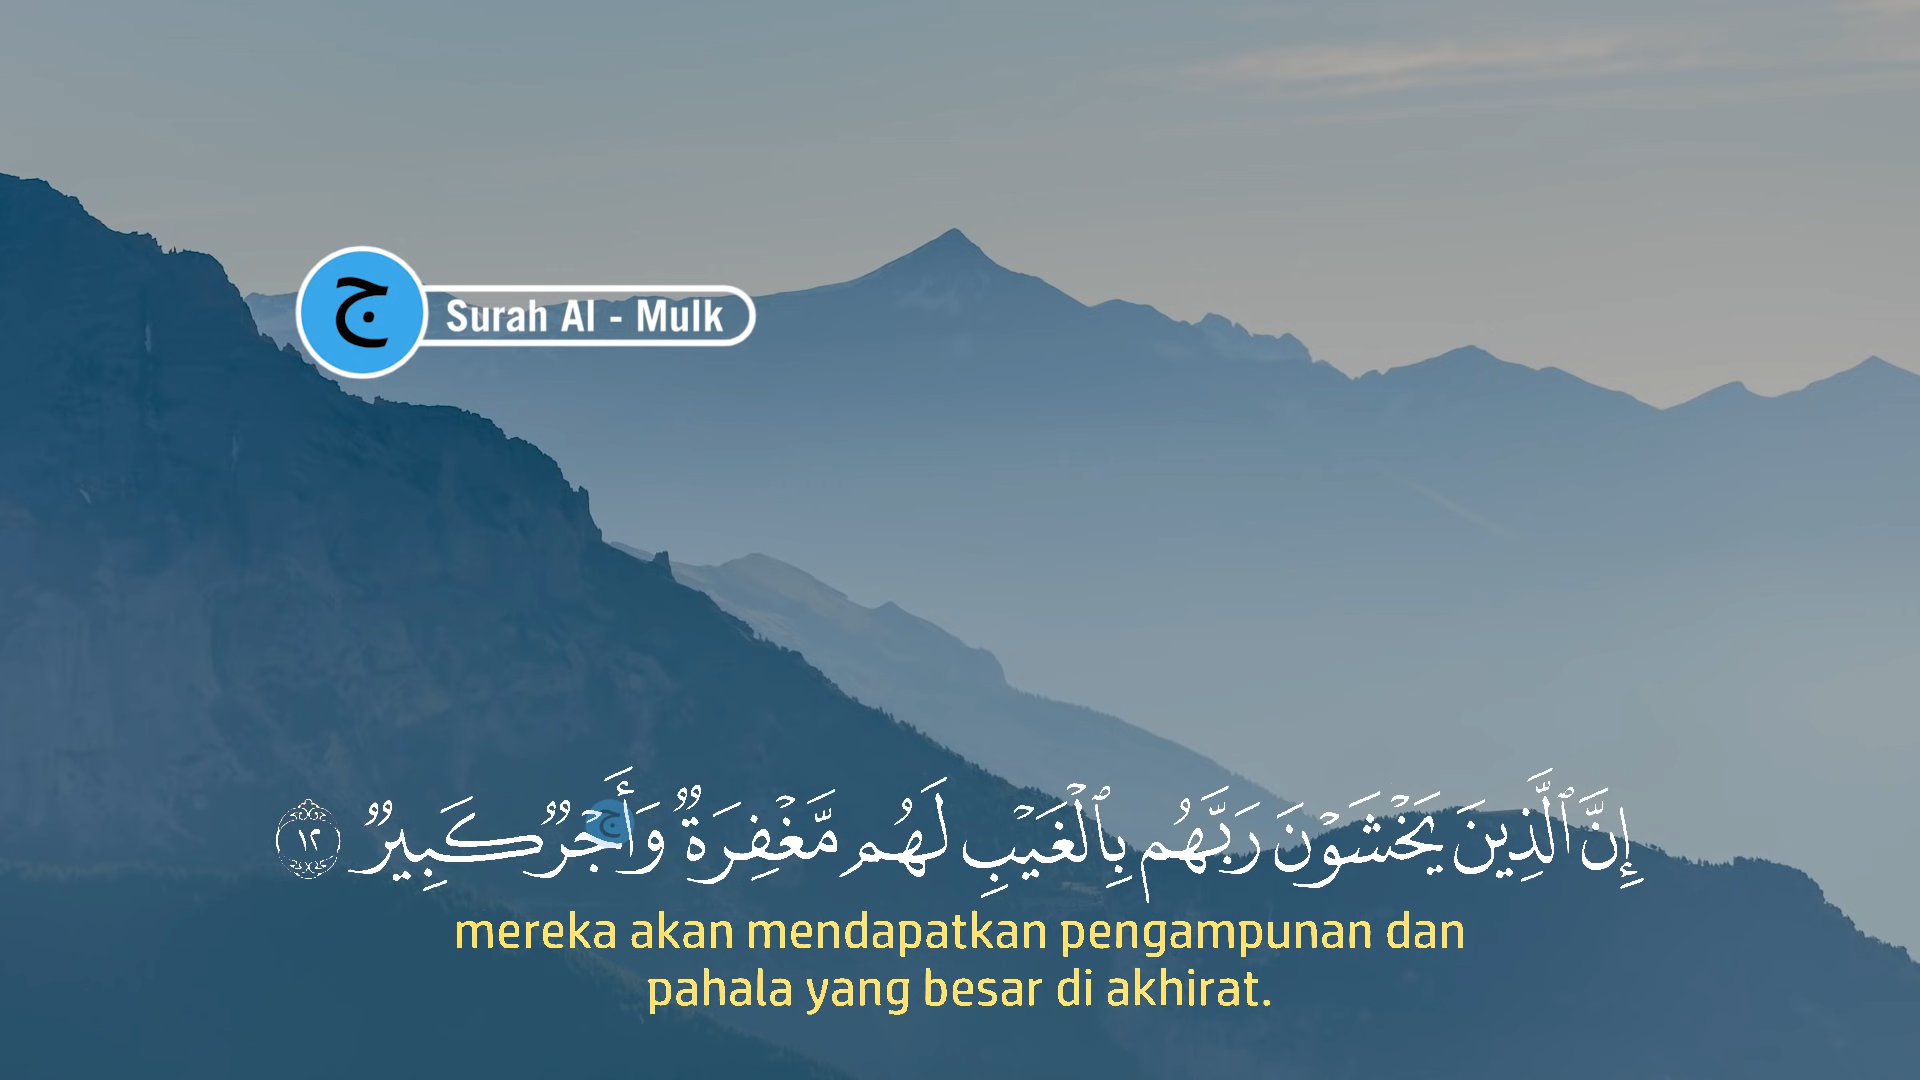 ج
Surah Al - Mulk
إِنَّ ٱلَّذِينَ يَخْشَوْنَ رَبَّهُم بِٱلْغَيْبِ لَهُم مَّغْفِرَةٌ وَأَجْرٌ كَبِيرٌ ١٢
ج
mereka akan mendapatkan pengampunan dan
pahala yang besar di akhirat.